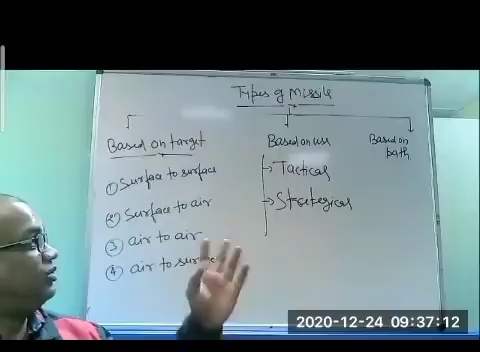 Types of Missile
Based on target
① Surface to surface
② Surface to air
③ air to air
④ air to surface
Based on use
Tactical
Strategical
Based on
path
2020-12-24 09:37:12